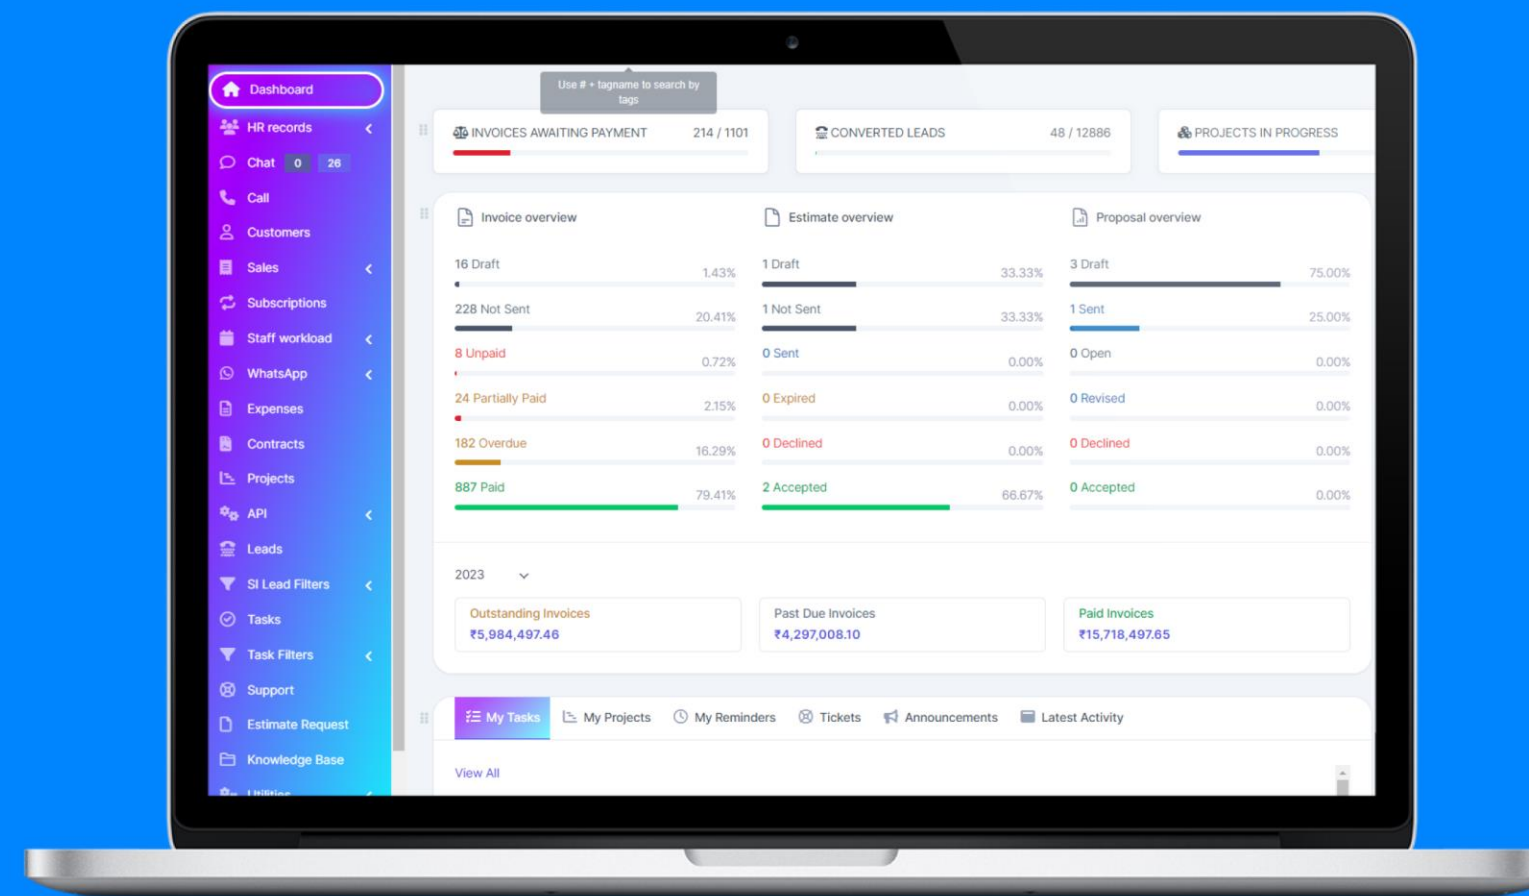 Dashboard
HR records
Chat 0 26
Call
Customers
Sales
Subscriptions
Staff workload
WhatsApp
Expenses
Contracts
Projects
API
Leads
SI Lead Filters
Tasks
Task Filters
Support
Estimate Request
Knowledge Base
Utilities
Use # + tagname to search by
tags
INVOICES AWAITING PAYMENT 214 / 1101
CONVERTED LEADS 48 / 12886
PROJECTS IN PROGRESS
Invoice overview
16 Draft 1.43%
228 Not Sent 20.41%
8 Unpaid 0.72%
24 Partially Paid 2.15%
182 Overdue 16.29%
887 Paid 79.41%
Estimate overview
1 Draft 33.33%
1 Not Sent 33.33%
0 Sent 0.00%
0 Expired 0.00%
0 Declined 0.00%
2 Accepted 66.67%
Proposal overview
3 Draft 75.00%
1 Sent 25.00%
0 Open 0.00%
0 Revised 0.00%
0 Declined 0.00%
0 Accepted 0.00%
2023
Outstanding Invoices
₹5,984,497.46
Past Due Invoices
₹4,297,008.10
Paid Invoices
₹15,718,497.65
My Tasks My Projects My Reminders Tickets Announcements Latest Activity
View All